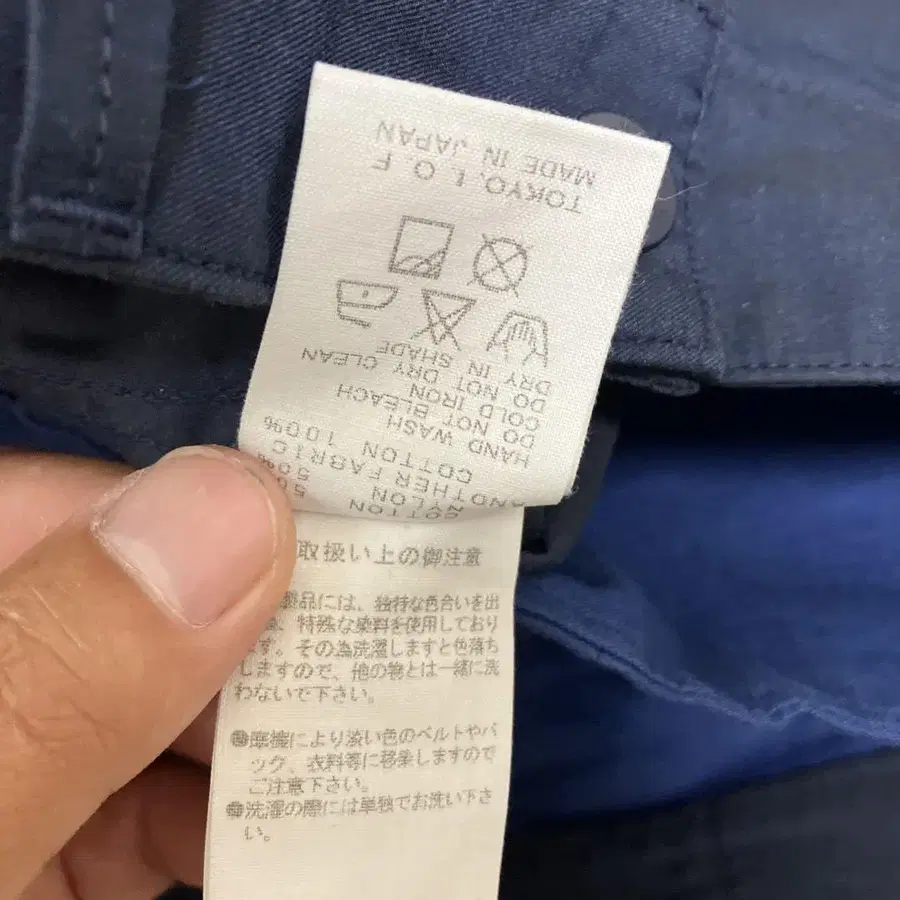 COTTON 50%
NYLON 50%
ANOTHER FABRIC
COTTON 100%
HAND WASH
DO NOT BLEACH
COLD IRON
DO NOT DRY CLEAN
DRY IN SHADE
TOKYO. L O. F
MADE IN JAPAN
取扱い上の御注意
製品には、独特な色合いを出
特殊な染料を使用しており
ます。その為洗濯しますと色落ち
しますので、他の物とは一緒に洗
わないで下さい。
摩擦により淡い色のベルトやバ
ック、衣料等に移染しますので
ご注意下さい。
洗濯の際には単独でお洗い下さ
い。